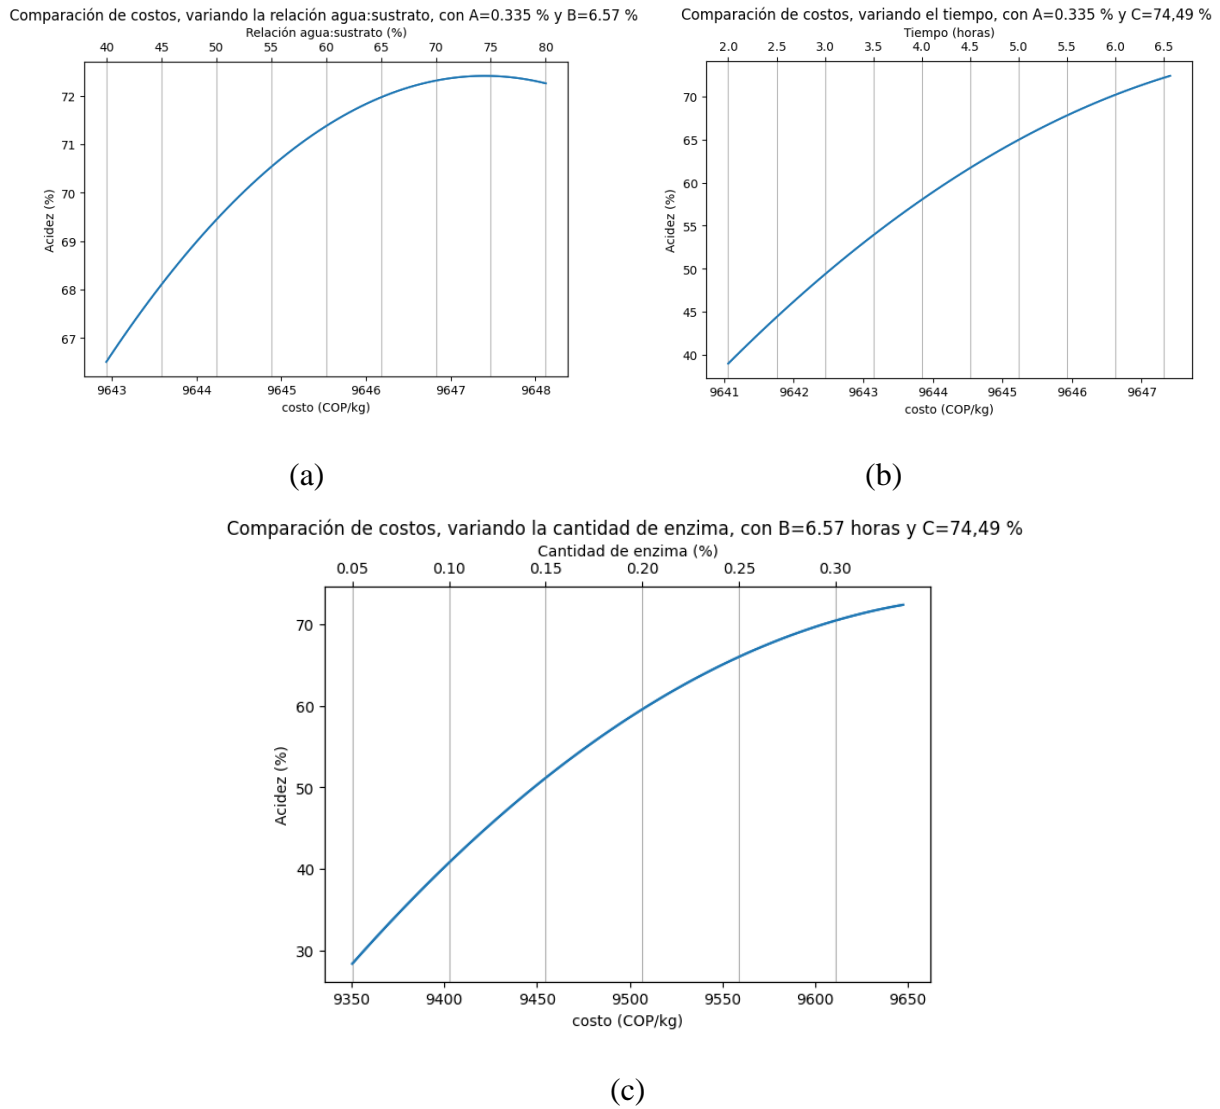 Comparación de costos, variando la relación agua:sustrato, con A=0.335 % y B=6.57 %
Relación agua:sustrato (%)
40 45 50 55 60 65 70 75 80
72
71
70
69
68
67
Acidez (%)
9643 9644 9645 9646 9647 9648
costo (COP/kg)
(a)
Comparación de costos, variando el tiempo, con A=0.335 % y C=74,49 %
Tiempo (horas)
2.0 2.5 3.0 3.5 4.0 4.5 5.0 5.5 6.0 6.5
70
65
60
55
50
45
40
Acidez (%)
9641 9642 9643 9644 9645 9646 9647
costo (COP/kg)
(b)
Comparación de costos, variando la cantidad de enzima, con B=6.57 horas y C=74,49 %
Cantidad de enzima (%)
0.05 0.10 0.15 0.20 0.25 0.30
70
60
50
40
30
Acidez (%)
9350 9400 9450 9500 9550 9600 9650
costo (COP/kg)
(c)